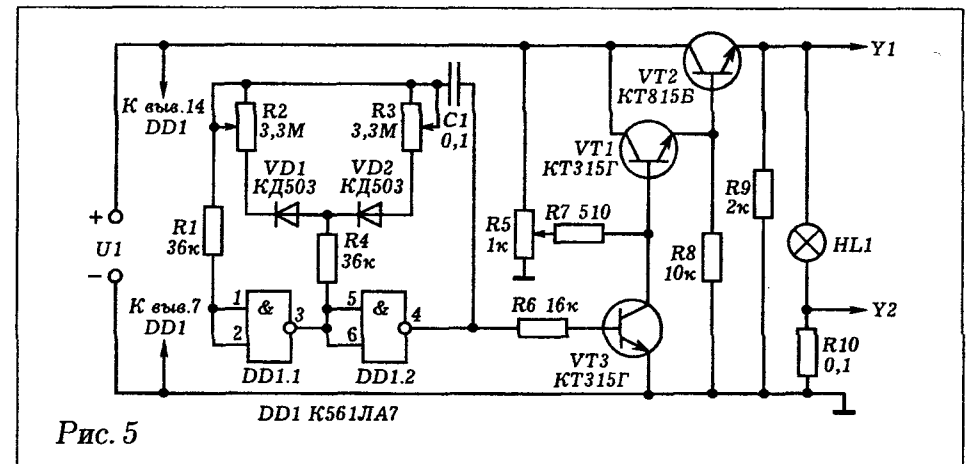 Y1
VT2
КТ815Б
К выв.14
DD1
R2
3,3М
R3
3,3М
C1
0,1
VT1
КТ315Г
VD1
КД503
VD2
КД503
R9
2к
+
U1
−
R1
36к
R4
36к
R5
1к
R7 510
R8
10к
HL1
К выв.7
DD1
1
2
&
3
5
6
&
4
R6 16к
Y2
R10
0,1
DD1.1
DD1.2
VT3
КТ315Г
DD1 К561ЛА7
Рис. 5